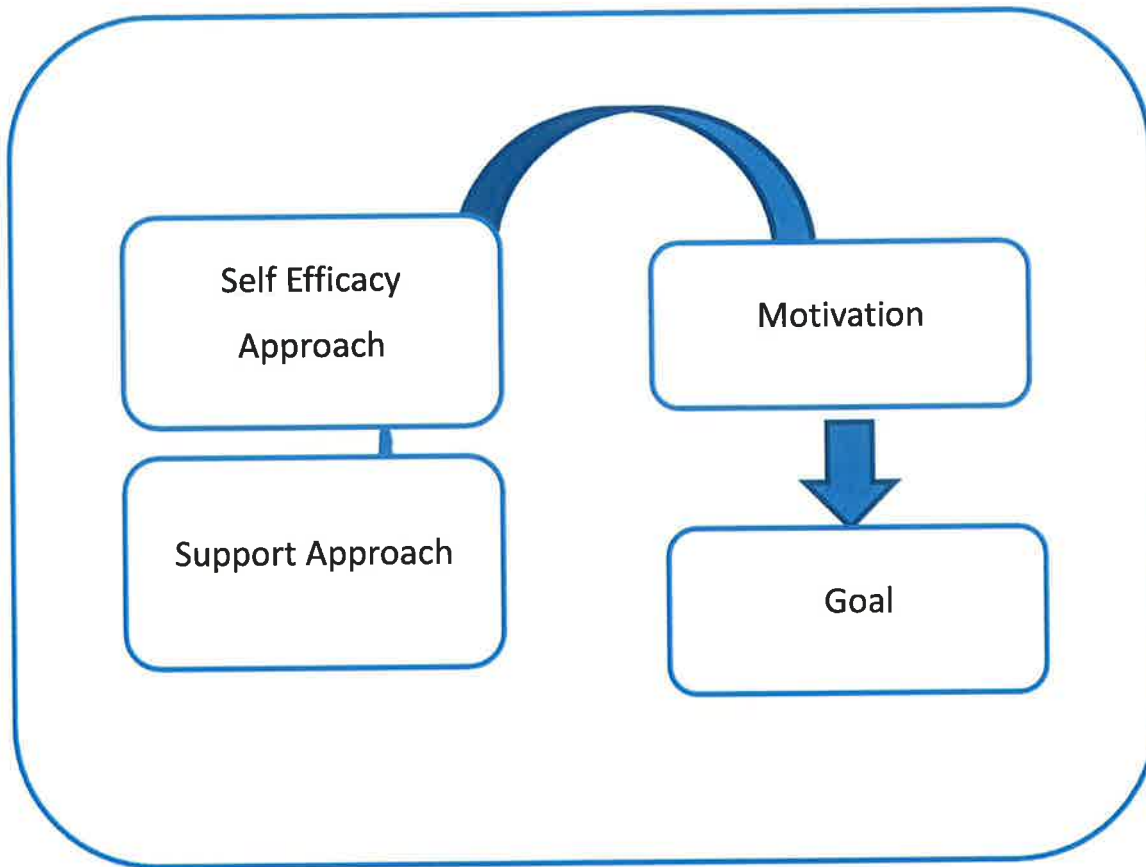 Self Efficacy
Approach
Motivation
Support Approach
Goal